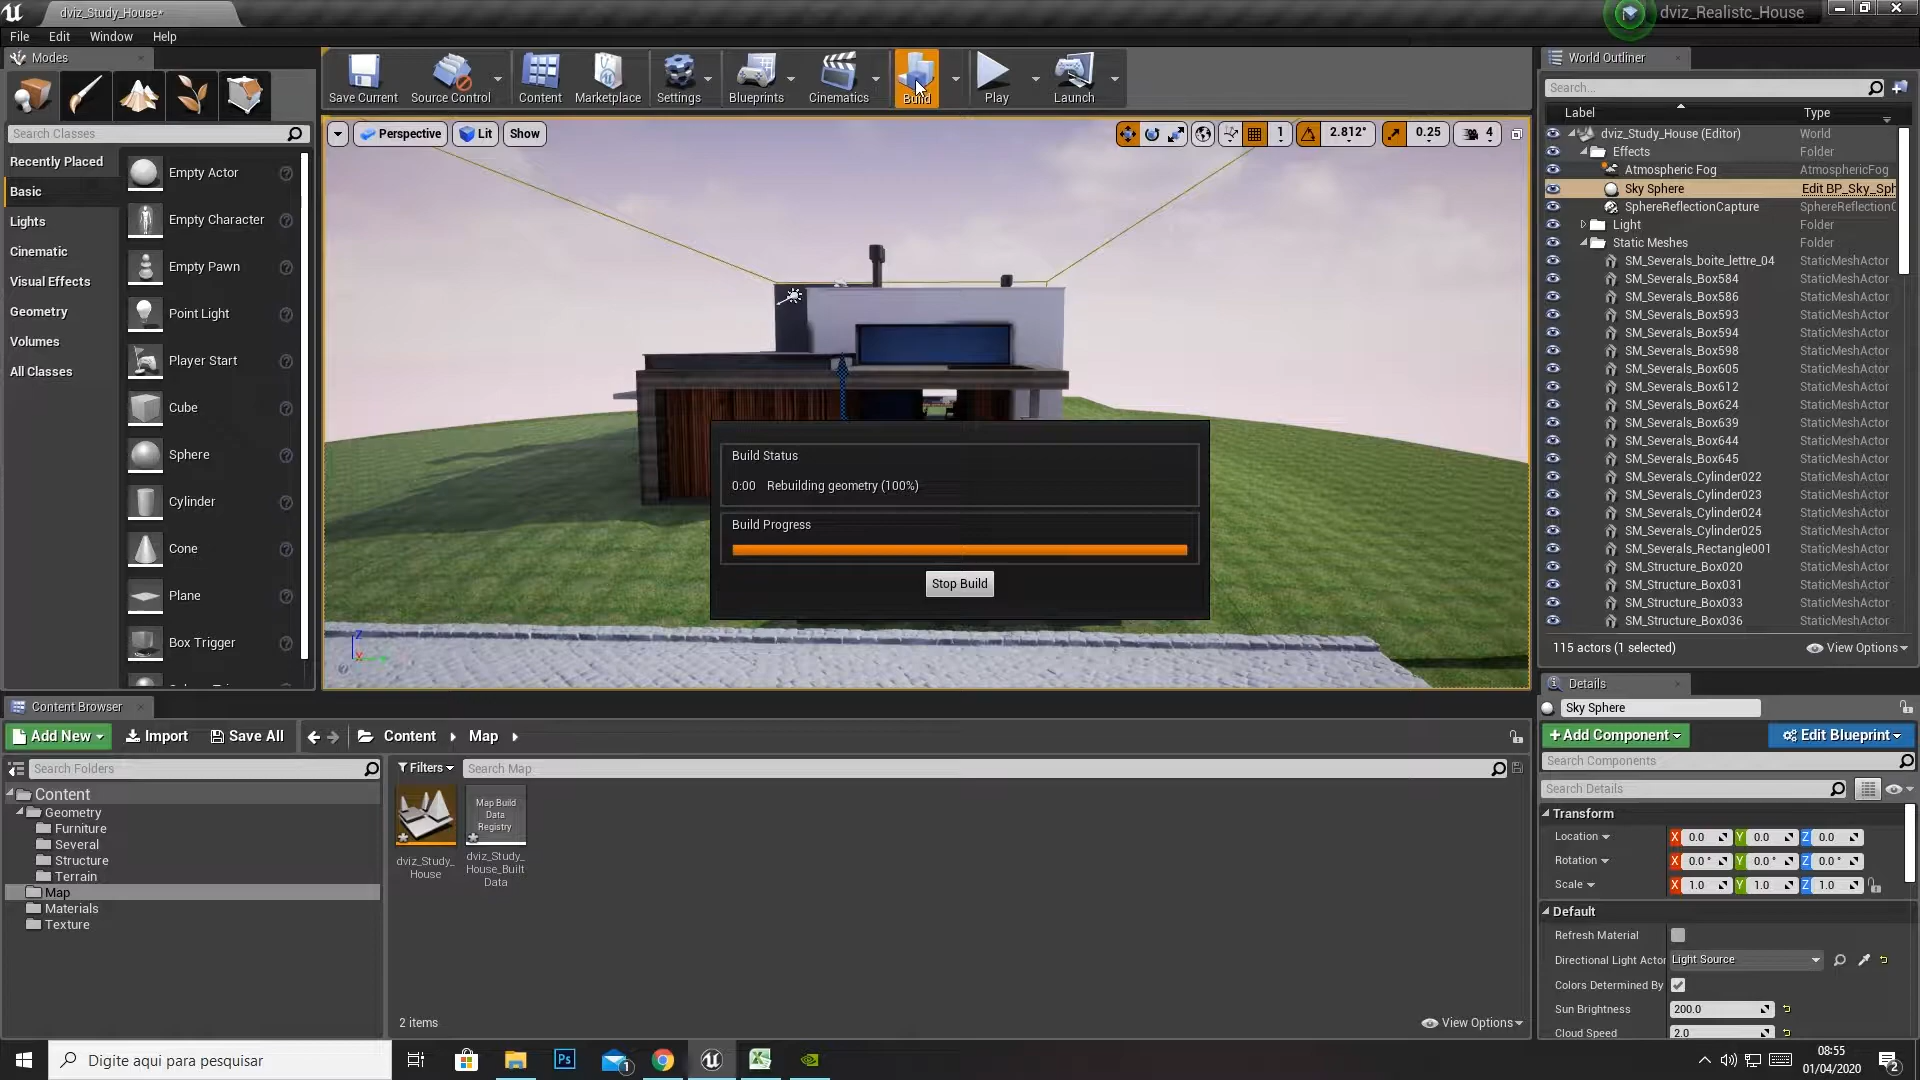 dviz_Study_House*
dviz_Realistc_House
File Edit Window Help
Modes
Save Current Source Control Content Marketplace Settings Blueprints Cinematics Build Play Launch
World Outliner
Search...
Label Type
Search Classes
Recently Placed
Basic
Lights
Cinematic
Visual Effects
Geometry
Volumes
All Classes
Empty Actor
Empty Character
Empty Pawn
Point Light
Player Start
Cube
Sphere
Cylinder
Cone
Plane
Box Trigger
Perspective Lit Show 1 2.812° 0.25 4
Build Status
0:00 Rebuilding geometry (100%)
Build Progress
Stop Build
Z
X
dviz_Study_House (Editor) World
Effects Folder
Atmospheric Fog AtmosphericFog
Sky Sphere Edit BP_Sky_Sph
SphereReflectionCapture SphereReflectionC
Light Folder
Static Meshes Folder
SM_Severals_boite_lettre_04 StaticMeshActor
SM_Severals_Box584 StaticMeshActor
SM_Severals_Box586 StaticMeshActor
SM_Severals_Box593 StaticMeshActor
SM_Severals_Box594 StaticMeshActor
SM_Severals_Box598 StaticMeshActor
SM_Severals_Box605 StaticMeshActor
SM_Severals_Box612 StaticMeshActor
SM_Severals_Box624 StaticMeshActor
SM_Severals_Box639 StaticMeshActor
SM_Severals_Box644 StaticMeshActor
SM_Severals_Box645 StaticMeshActor
SM_Severals_Cylinder022 StaticMeshActor
SM_Severals_Cylinder023 StaticMeshActor
SM_Severals_Cylinder024 StaticMeshActor
SM_Severals_Cylinder025 StaticMeshActor
SM_Severals_Rectangle001 StaticMeshActor
SM_Structure_Box020 StaticMeshActor
SM_Structure_Box031 StaticMeshActor
SM_Structure_Box033 StaticMeshActor
SM_Structure_Box036 StaticMeshActor
115 actors (1 selected) View Options
Content Browser
Add New Import Save All Content Map
Search Folders
Filters Search Map
Content
Geometry
Furniture
Several
Structure
Terrain
Map
Materials
Texture
Map Build
Data
Registry
dviz_Study_
House
dviz_Study_
House_Built
Data
2 items View Options
Details
Sky Sphere
+Add Component Edit Blueprint
Search Components
Search Details
Transform
Location X 0.0 Y 0.0 Z 0.0
Rotation X 0.0° Y 0.0° Z 0.0°
Scale X 1.0 Y 1.0 Z 1.0
Default
Refresh Material
Directional Light Actor Light Source
Colors Determined By
Sun Brightness 200.0
Cloud Speed 2.0
Digite aqui para pesquisar
Ps
1
08:55
01/04/2020
2